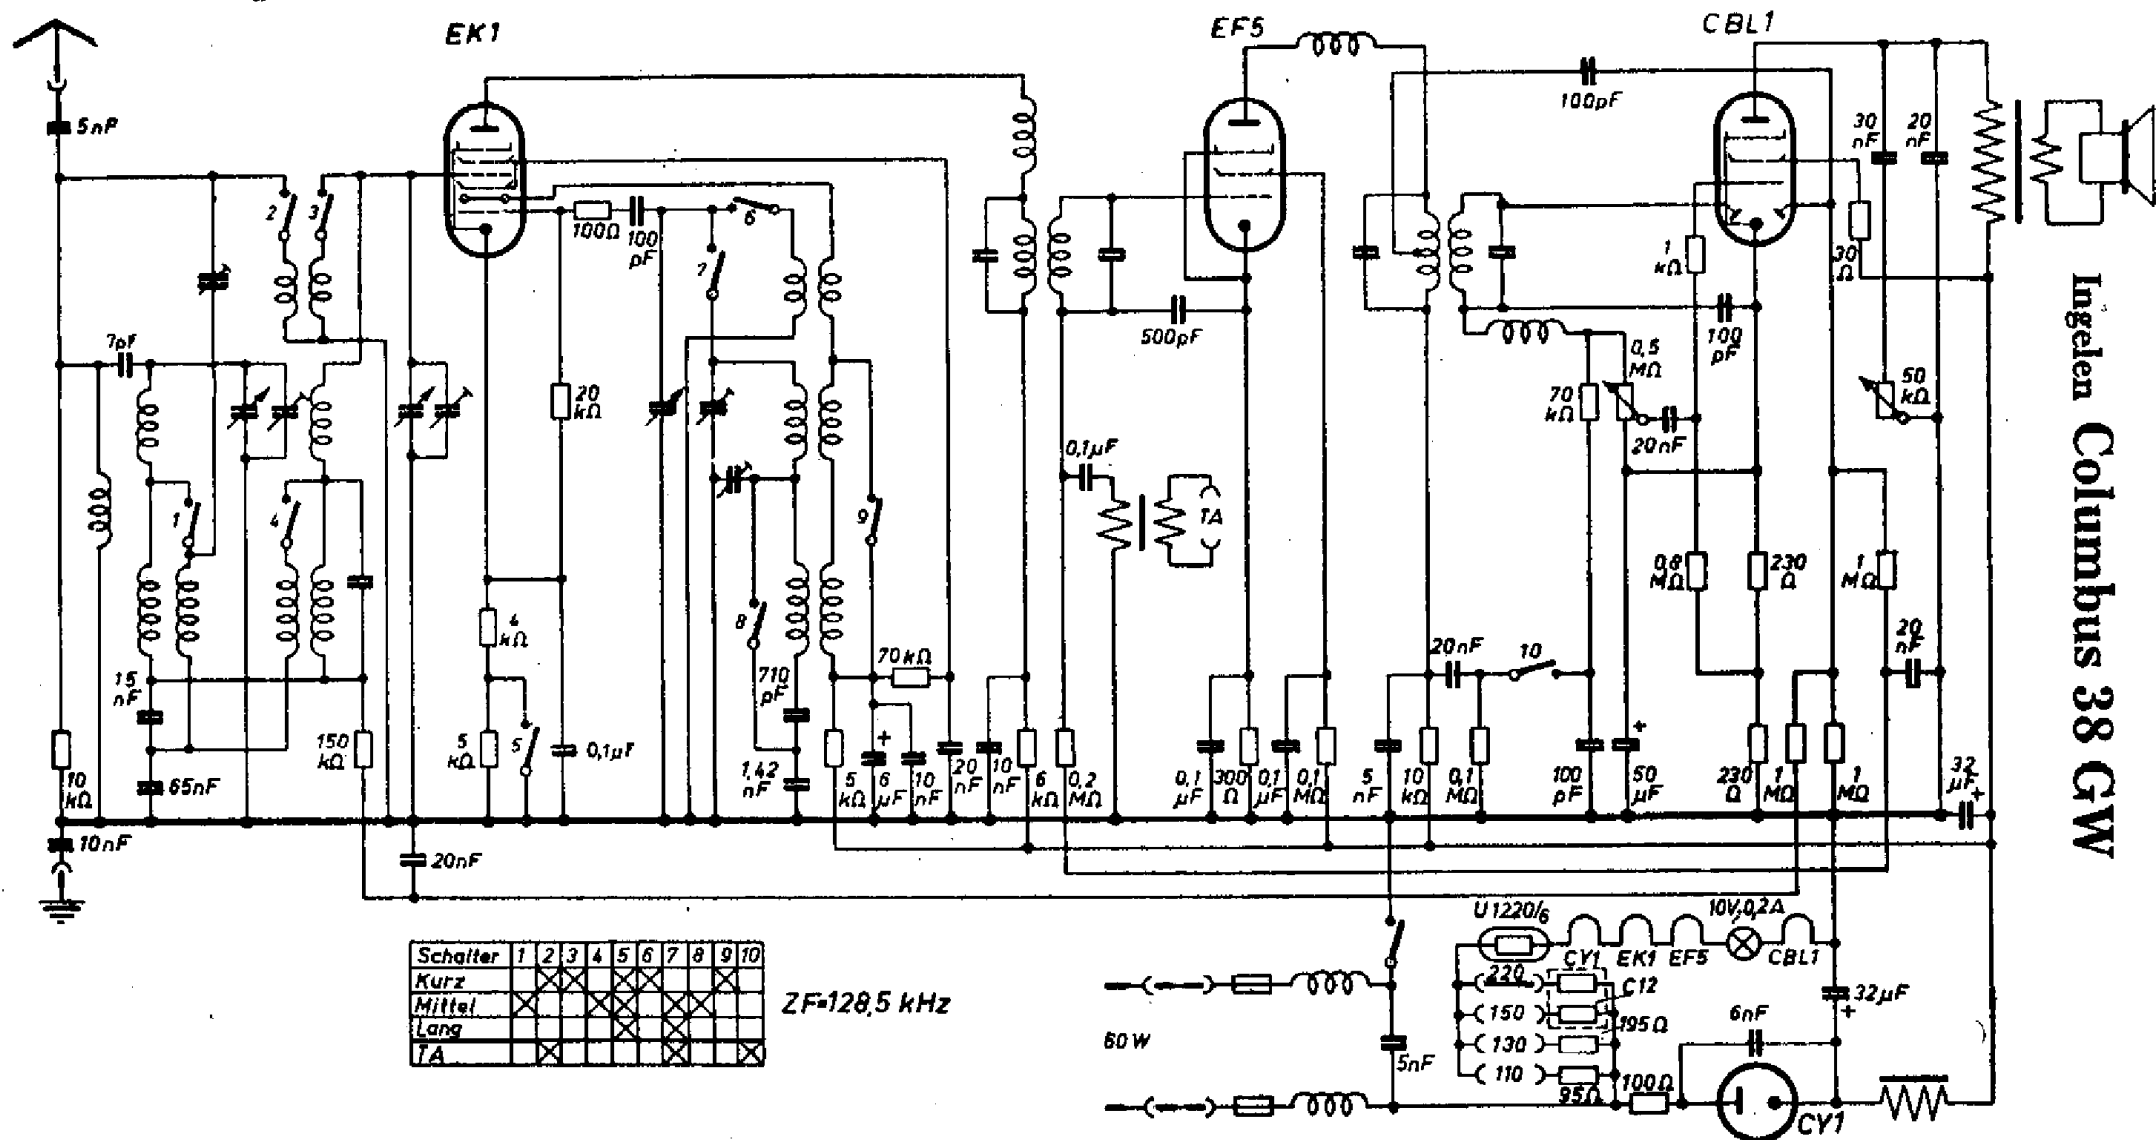 EK1
EF5
CBL1
5nF
100pF
30 nF
20 nF
2
3
100Ω
100 pF
6
7
1 kΩ
30 Ω
500pF
100 pF
7pF
0,5 MΩ
50 kΩ
20 kΩ
70 kΩ
20nF
0,1µF
TA
1
4
9
0,8 MΩ
230 Ω
1 MΩ
4 kΩ
8
20 nF
15 nF
70kΩ
20nF
10
710 pF
150 kΩ
5 kΩ
5
0,1µF
65nF
10 kΩ
1,42 nF
5 kΩ
+
6 µF
10 nF
20 nF
10 nF
6 kΩ
0,2 MΩ
0,1 µF
300 Ω
0,1 µF
0,1 MΩ
5 nF
10 kΩ
0,1 MΩ
100 pF
+
50 µF
230 Ω
1 MΩ
1 MΩ
32 µF
+
10nF
20nF
Ingelen Columbus 38 GW
Schalter 1 2 3 4 5 6 7 8 9 10
Kurz X X X X X
Mittel X X X X X
Lang X X
TA X X X
ZF=128,5 kHz
60W
5nF
U1220/6
10V,0,2A
CY1
EK1
EF5
CBL1
220
C12
150
195Ω
130
110
95Ω
100Ω
6nF
32µF
+
CY1